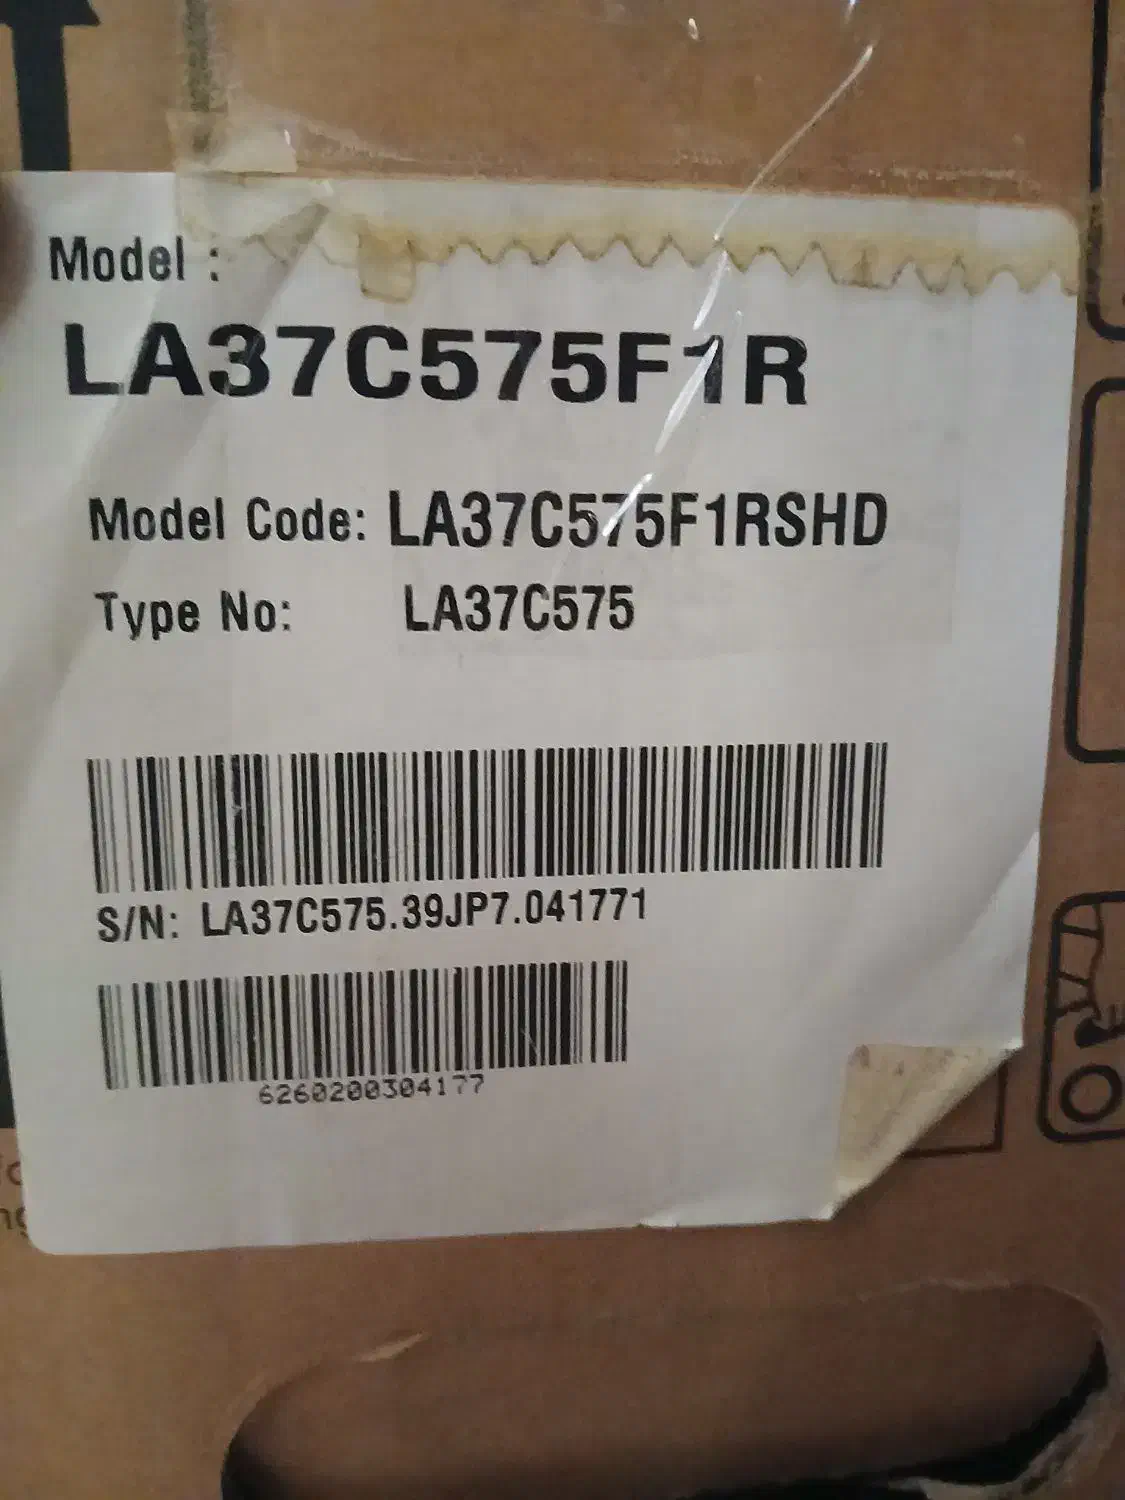 Model :
LA37C575F1R
Model Code: LA37C575F1RSHD
Type No: LA37C575
S/N: LA37C575.39JP7.041771
6260200304177